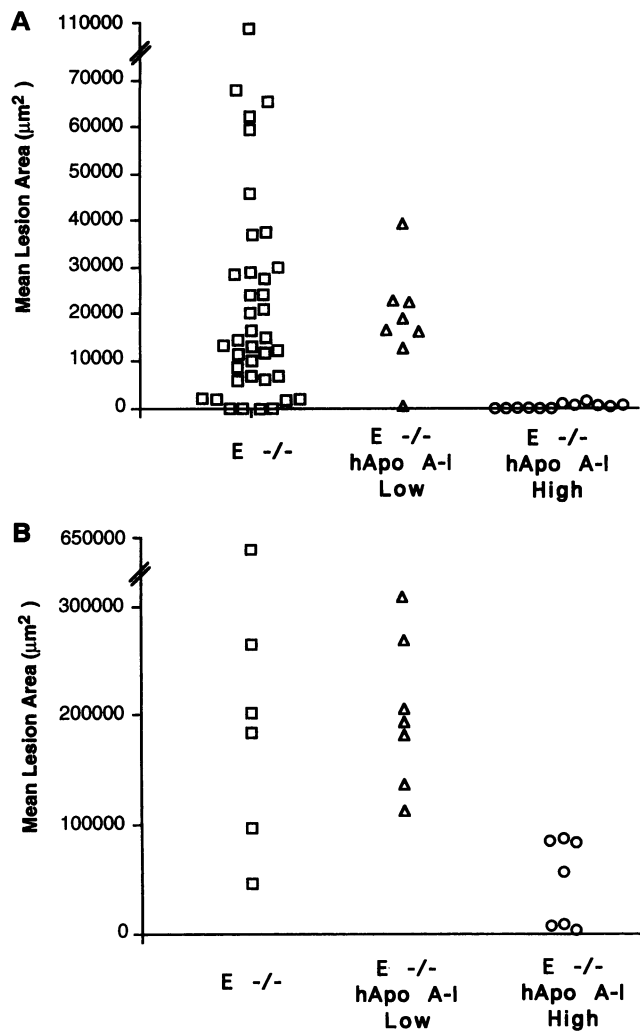 A
Mean Lesion Area (μm²)
110000
70000
60000
50000
40000
30000
20000
10000
0
E -/-
E -/-
hApo A-I
Low
E -/-
hApo A-I
High
B
Mean Lesion Area (μm²)
650000
300000
200000
100000
0
E -/-
E -/-
hApo A-I
Low
E -/-
hApo A-I
High